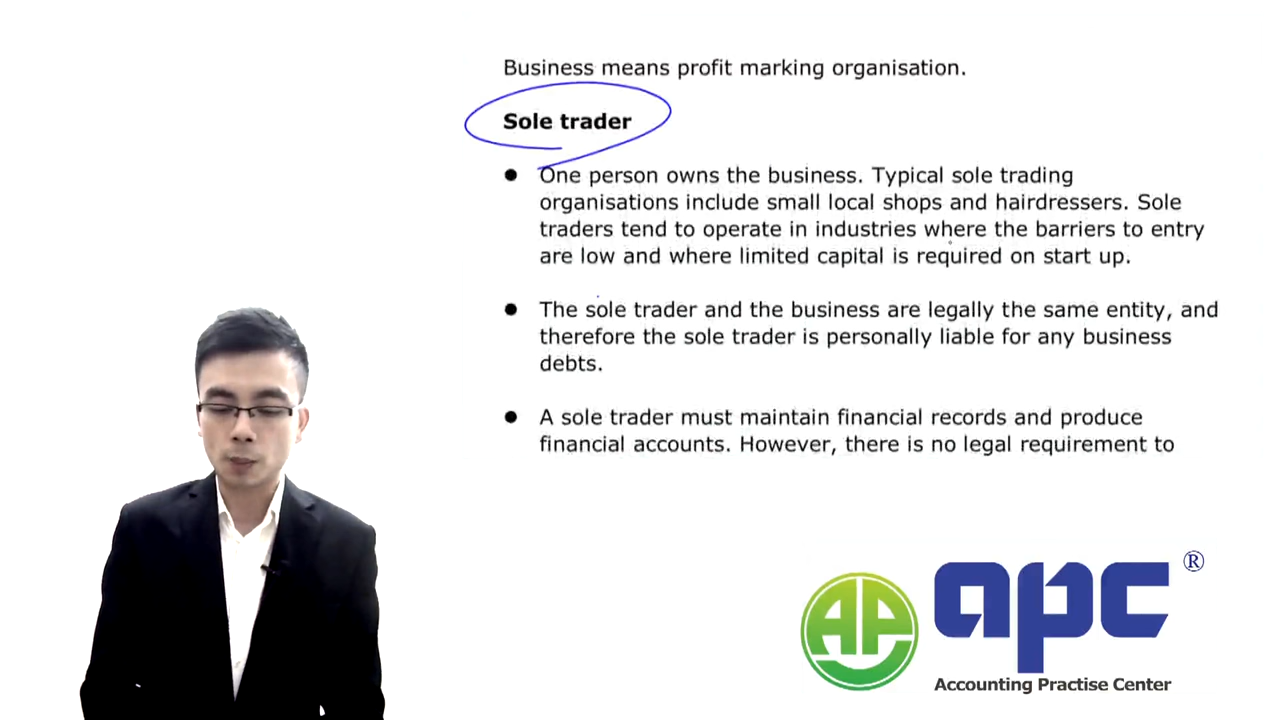 Business means profit marking organisation.
Sole trader
● One person owns the business. Typical sole trading
organisations include small local shops and hairdressers. Sole
traders tend to operate in industries where the barriers to entry
are low and where limited capital is required on start up.
● The sole trader and the business are legally the same entity, and
therefore the sole trader is personally liable for any business
debts.
● A sole trader must maintain financial records and produce
financial accounts. However, there is no legal requirement to
AP
apc ®
Accounting Practise Center